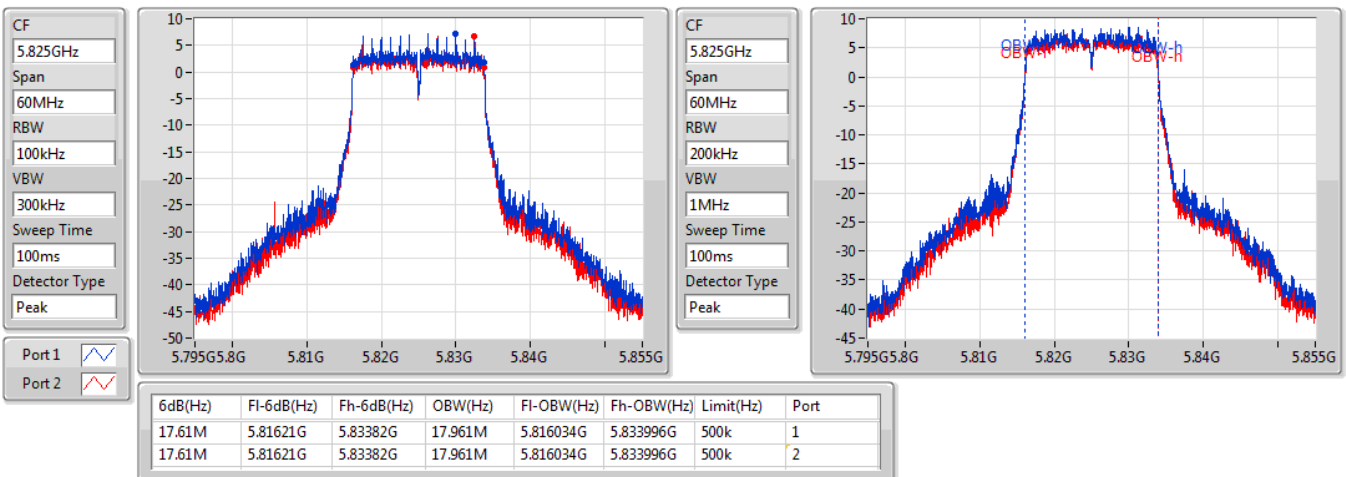 CF
5.825GHz
Span
60MHz
RBW
100kHz
VBW
300kHz
Sweep Time
100ms
Detector Type
Peak
Port 1
Port 2
10
5
0
-5
-10
-15
-20
-25
-30
-35
-40
-45
-50
5.795G 5.8G 5.81G 5.82G 5.83G 5.84G 5.855G
CF
5.825GHz
Span
60MHz
RBW
200kHz
VBW
1MHz
Sweep Time
100ms
Detector Type
Peak
10
5
0
-5
-10
-15
-20
-25
-30
-35
-40
-45
OBW-h
OBW-h
5.795G 5.8G 5.81G 5.82G 5.83G 5.84G 5.855G
6dB(Hz) Fl-6dB(Hz) Fh-6dB(Hz) OBW(Hz) Fl-OBW(Hz) Fh-OBW(Hz) Limit(Hz) Port
17.61M 5.81621G 5.83382G 17.961M 5.816034G 5.833996G 500k 1
17.61M 5.81621G 5.83382G 17.961M 5.816034G 5.833996G 500k 2